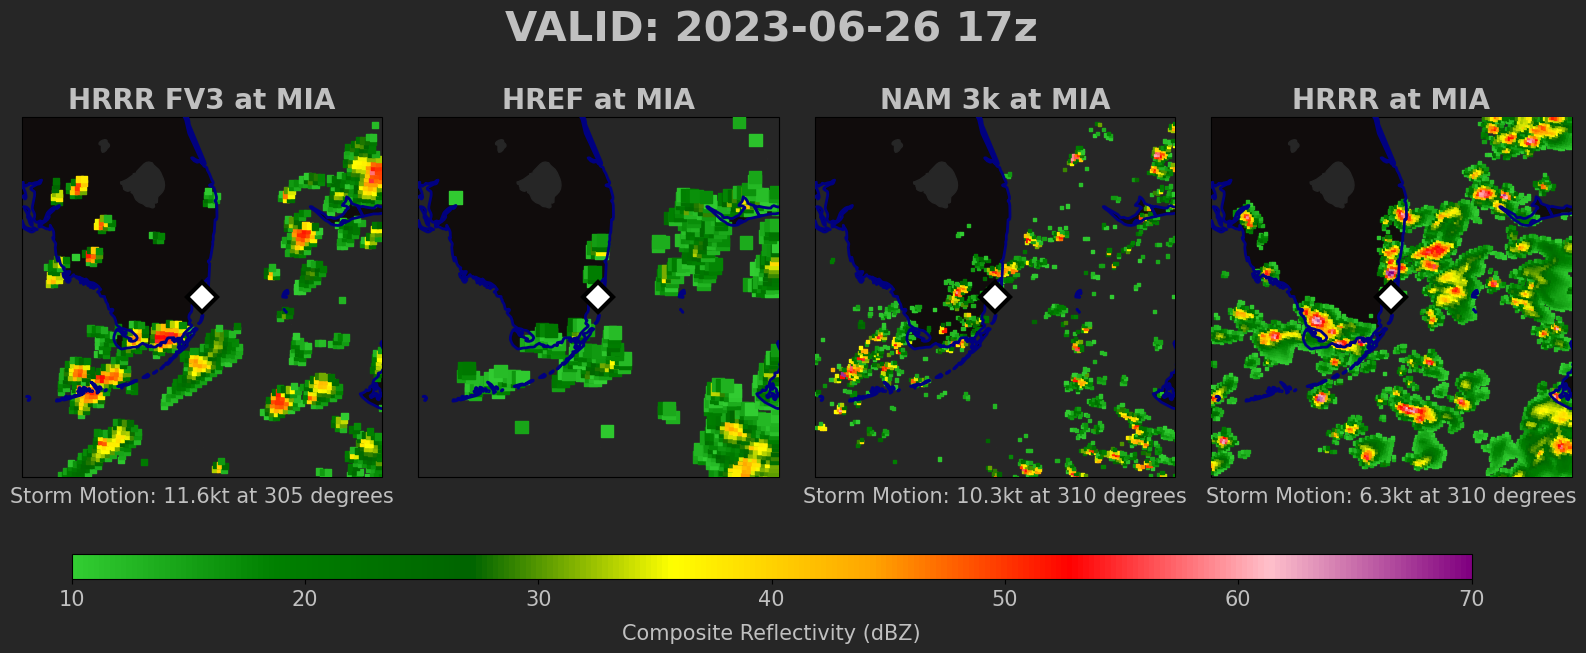 VALID: 2023-06-26 17z
HRRR FV3 at MIA
HREF at MIA
NAM 3k at MIA
HRRR at MIA
Storm Motion: 11.6kt at 305 degrees
Storm Motion: 10.3kt at 310 degrees
Storm Motion: 6.3kt at 310 degrees
10 20 30 40 50 60 70
Composite Reflectivity (dBZ)